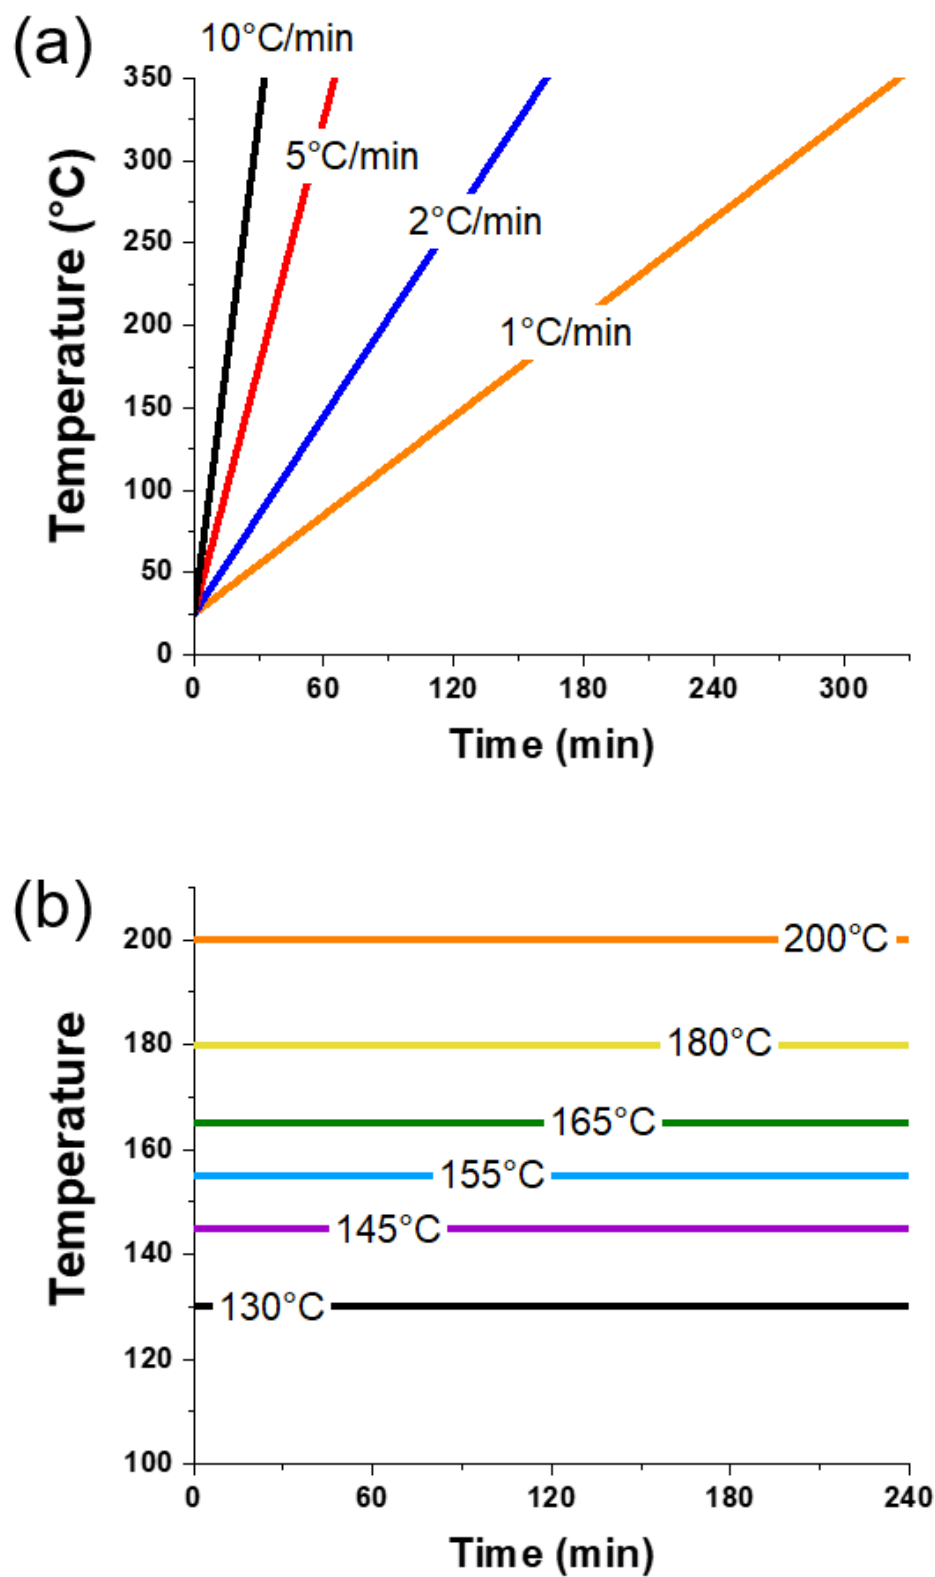 (a)
10°C/min
350
300
250
200
150
100
50
0
Temperature (°C)
5°C/min
2°C/min
1°C/min
0 60 120 180 240 300
Time (min)
(b)
200
180
160
140
120
100
Temperature
200°C
180°C
165°C
155°C
145°C
130°C
0 60 120 180 240
Time (min)